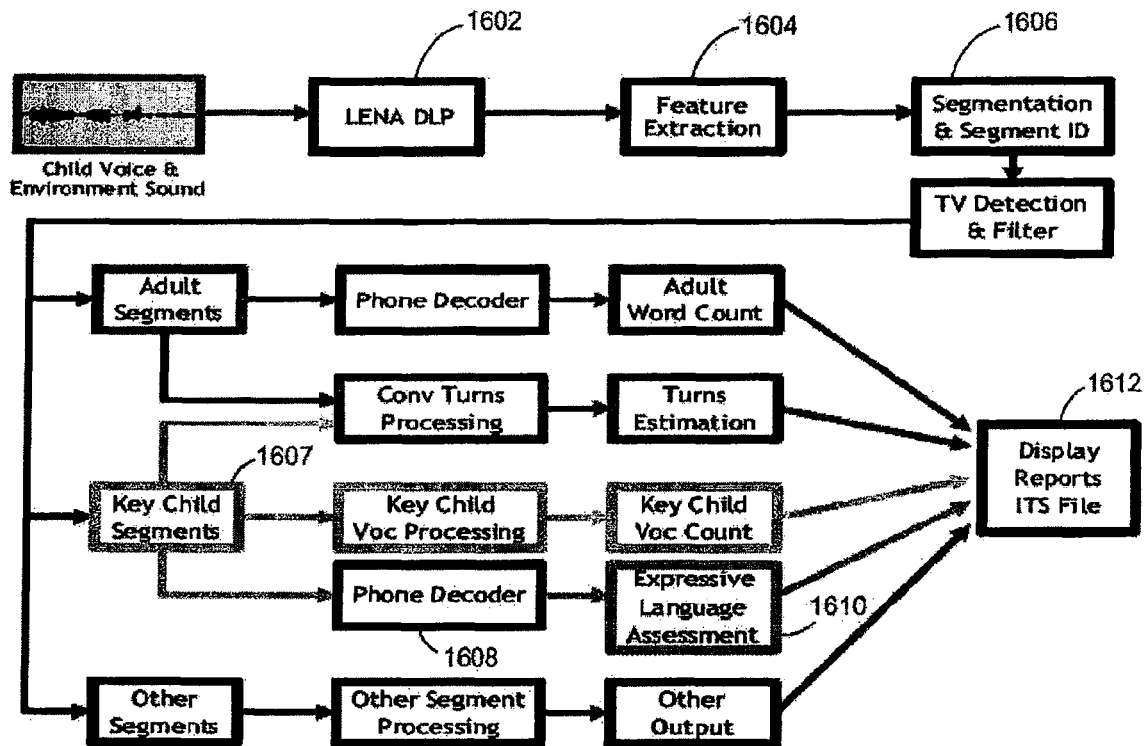 1602
1604
1606
LENA DLP
Feature
Extraction
Segmentation
& Segment ID
Child Voice &
Environment Sound
TV Detection
& Filter
Adult
Segments
Phone Decoder
Adult
Word Count
Conv Turns
Processing
Turns
Estimation
1612
Display
Reports
ITS File
1607
Key Child
Segments
Key Child
Voc Processing
Key Child
Voc Count
Phone Decoder
Expressive
Language
Assessment
1610
1608
Other
Segments
Other Segment
Processing
Other
Output